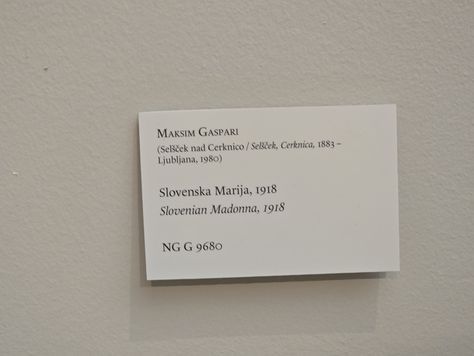 Maksim Gaspari
(Selšček nad Cerknico / Selšček, Cerknica, 1883 –
Ljubljana, 1980)
Slovenska Marija, 1918
Slovenian Madonna, 1918
NG G 9680